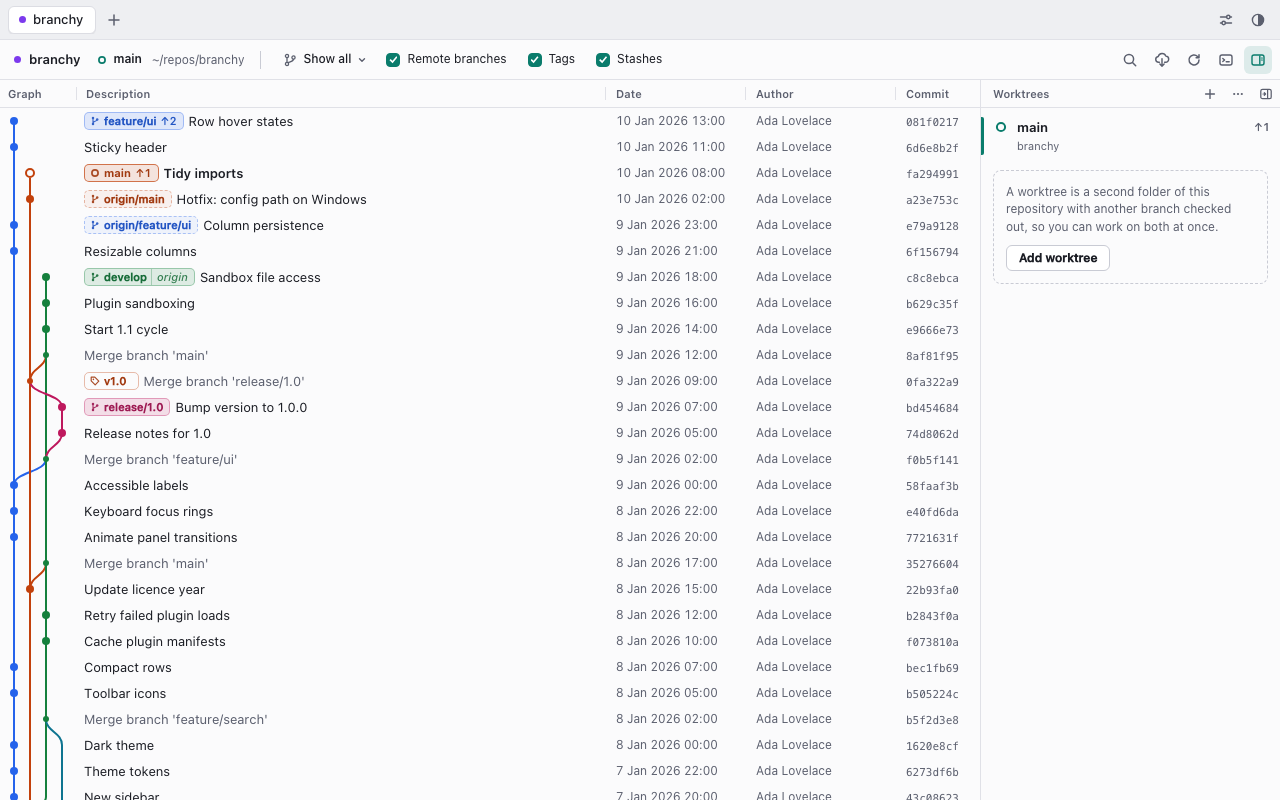 branchy
branchy main ~/repos/branchy Show all Remote branches Tags Stashes
Graph Description Date Author Commit Worktrees
feature/ui ↑2 Row hover states 10 Jan 2026 13:00 Ada Lovelace 081f0217
Sticky header 10 Jan 2026 11:00 Ada Lovelace 6d6e8b2f
main ↑1 Tidy imports 10 Jan 2026 08:00 Ada Lovelace fa294991
origin/main Hotfix: config path on Windows 10 Jan 2026 02:00 Ada Lovelace a23e753c
origin/feature/ui Column persistence 9 Jan 2026 23:00 Ada Lovelace e79a9128
Resizable columns 9 Jan 2026 21:00 Ada Lovelace 6f156794
develop origin Sandbox file access 9 Jan 2026 18:00 Ada Lovelace c8c8ebca
Plugin sandboxing 9 Jan 2026 16:00 Ada Lovelace b629c35f
Start 1.1 cycle 9 Jan 2026 14:00 Ada Lovelace e9666e73
Merge branch 'main' 9 Jan 2026 12:00 Ada Lovelace 8af81f95
v1.0 Merge branch 'release/1.0' 9 Jan 2026 09:00 Ada Lovelace 0fa322a9
release/1.0 Bump version to 1.0.0 9 Jan 2026 07:00 Ada Lovelace bd454684
Release notes for 1.0 9 Jan 2026 05:00 Ada Lovelace 74d8062d
Merge branch 'feature/ui' 9 Jan 2026 02:00 Ada Lovelace f0b5f141
Accessible labels 9 Jan 2026 00:00 Ada Lovelace 58faaf3b
Keyboard focus rings 8 Jan 2026 22:00 Ada Lovelace e40fd6da
Animate panel transitions 8 Jan 2026 20:00 Ada Lovelace 7721631f
Merge branch 'main' 8 Jan 2026 17:00 Ada Lovelace 35276604
Update licence year 8 Jan 2026 15:00 Ada Lovelace 22b93fa0
Retry failed plugin loads 8 Jan 2026 12:00 Ada Lovelace b2843f0a
Cache plugin manifests 8 Jan 2026 10:00 Ada Lovelace f073810a
Compact rows 8 Jan 2026 07:00 Ada Lovelace bec1fb69
Toolbar icons 8 Jan 2026 05:00 Ada Lovelace b505224c
Merge branch 'feature/search' 8 Jan 2026 02:00 Ada Lovelace b5f2d3e8
Dark theme 8 Jan 2026 00:00 Ada Lovelace 1620e8cf
Theme tokens 7 Jan 2026 22:00 Ada Lovelace 6273df6b
New sidebar 7 Jan 2026 20:00 Ada Lovelace 43c08623
main ↑1
branchy
A worktree is a second folder of this
repository with another branch checked
out, so you can work on both at once.
Add worktree